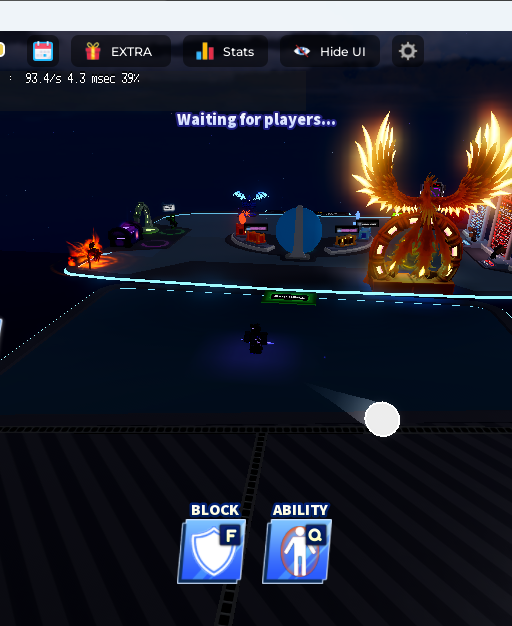 EXTRA
Stats
Hide UI
: 93.4/s 4.3 msec 39%
Waiting for players...
BLOCK
ABILITY
F
Q